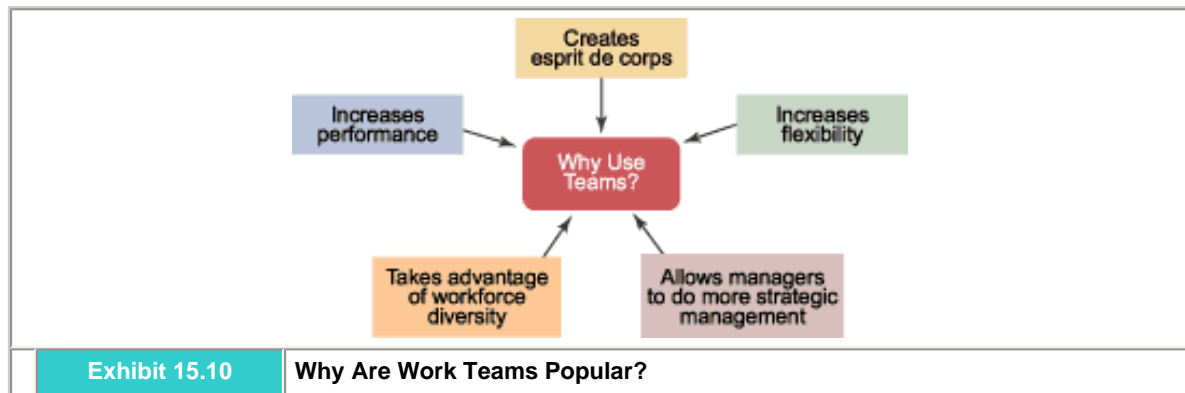 Creates
esprit de corps
Increases
performance
Increases
flexibility
Why Use
Teams?
Takes advantage
of workforce
diversity
Allows managers
to do more strategic
management
Exhibit 15.10
Why Are Work Teams Popular?